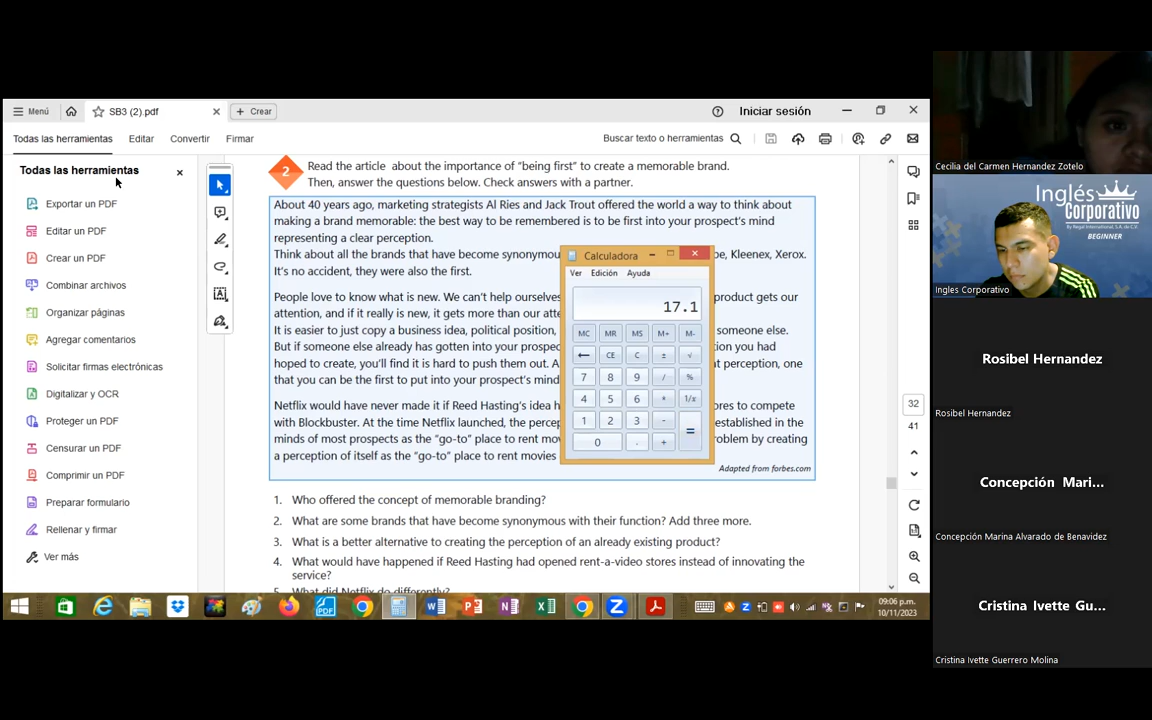 Menú
SB3 (2).pdf
Crear
Iniciar sesión
Todas las herramientas
Editar
Convertir
Firmar
Buscar texto o herramientas
Todas las herramientas
Exportar un PDF
Editar un PDF
Crear un PDF
Combinar archivos
Organizar páginas
Agregar comentarios
Solicitar firmas electrónicas
Digitalizar y OCR
Proteger un PDF
Censurar un PDF
Comprimir un PDF
Preparar formulario
Rellenar y firmar
Ver más
2
Read the article about the importance of “being first” to create a memorable brand.
Then, answer the questions below. Check answers with a partner.
About 40 years ago, marketing strategists Al Ries and Jack Trout offered the world a way to think about
making a brand memorable: the best way to be remembered is to be first into your prospect's mind
representing a clear perception.
Think about all the brands that have become synonymou
be, Kleenex, Xerox.
It's no accident, they were also the first.
People love to know what is new. We can't help ourselves
product gets our
attention, and if it really is new, it gets more than our atte
It is easier to just copy a business idea, political position,
someone else.
But if someone else already has gotten into your prospec
tion you had
hoped to create, you'll find it is hard to push them out. A
nt perception, one
that you can be the first to put into your prospect's mind
Netflix would have never made it if Reed Hasting's idea h
ores to compete
with Blockbuster. At the time Netflix launched, the percep
established in the
minds of most prospects as the “go-to” place to rent mov
roblem by creating
a perception of itself as the “go-to” place to rent movies
Adapted from forbes.com
1. Who offered the concept of memorable branding?
2. What are some brands that have become synonymous with their function? Add three more.
3. What is a better alternative to creating the perception of an already existing product?
4. What would have happened if Reed Hasting had opened rent-a-video stores instead of innovating the
service?
5. What did Netflix do differently?
Calculadora
Ver Edición Ayuda
17.1
MC MR MS M+ M-
← CE C ± √
7 8 9 / %
4 5 6 * 1/x
1 2 3 - =
0 . +
32
41
09:06 p.m.
10/11/2023
Cecilia del Carmen Hernandez Zotelo
Inglés
Corporativo
By Regal International, S.A. de C.V.
BEGINNER
Ingles Corporativo
Rosibel Hernandez
Rosibel Hernandez
Concepción Mari...
Concepción Marina Alvarado de Benavidez
Cristina Ivette Gu...
Cristina Ivette Guerrero Molina